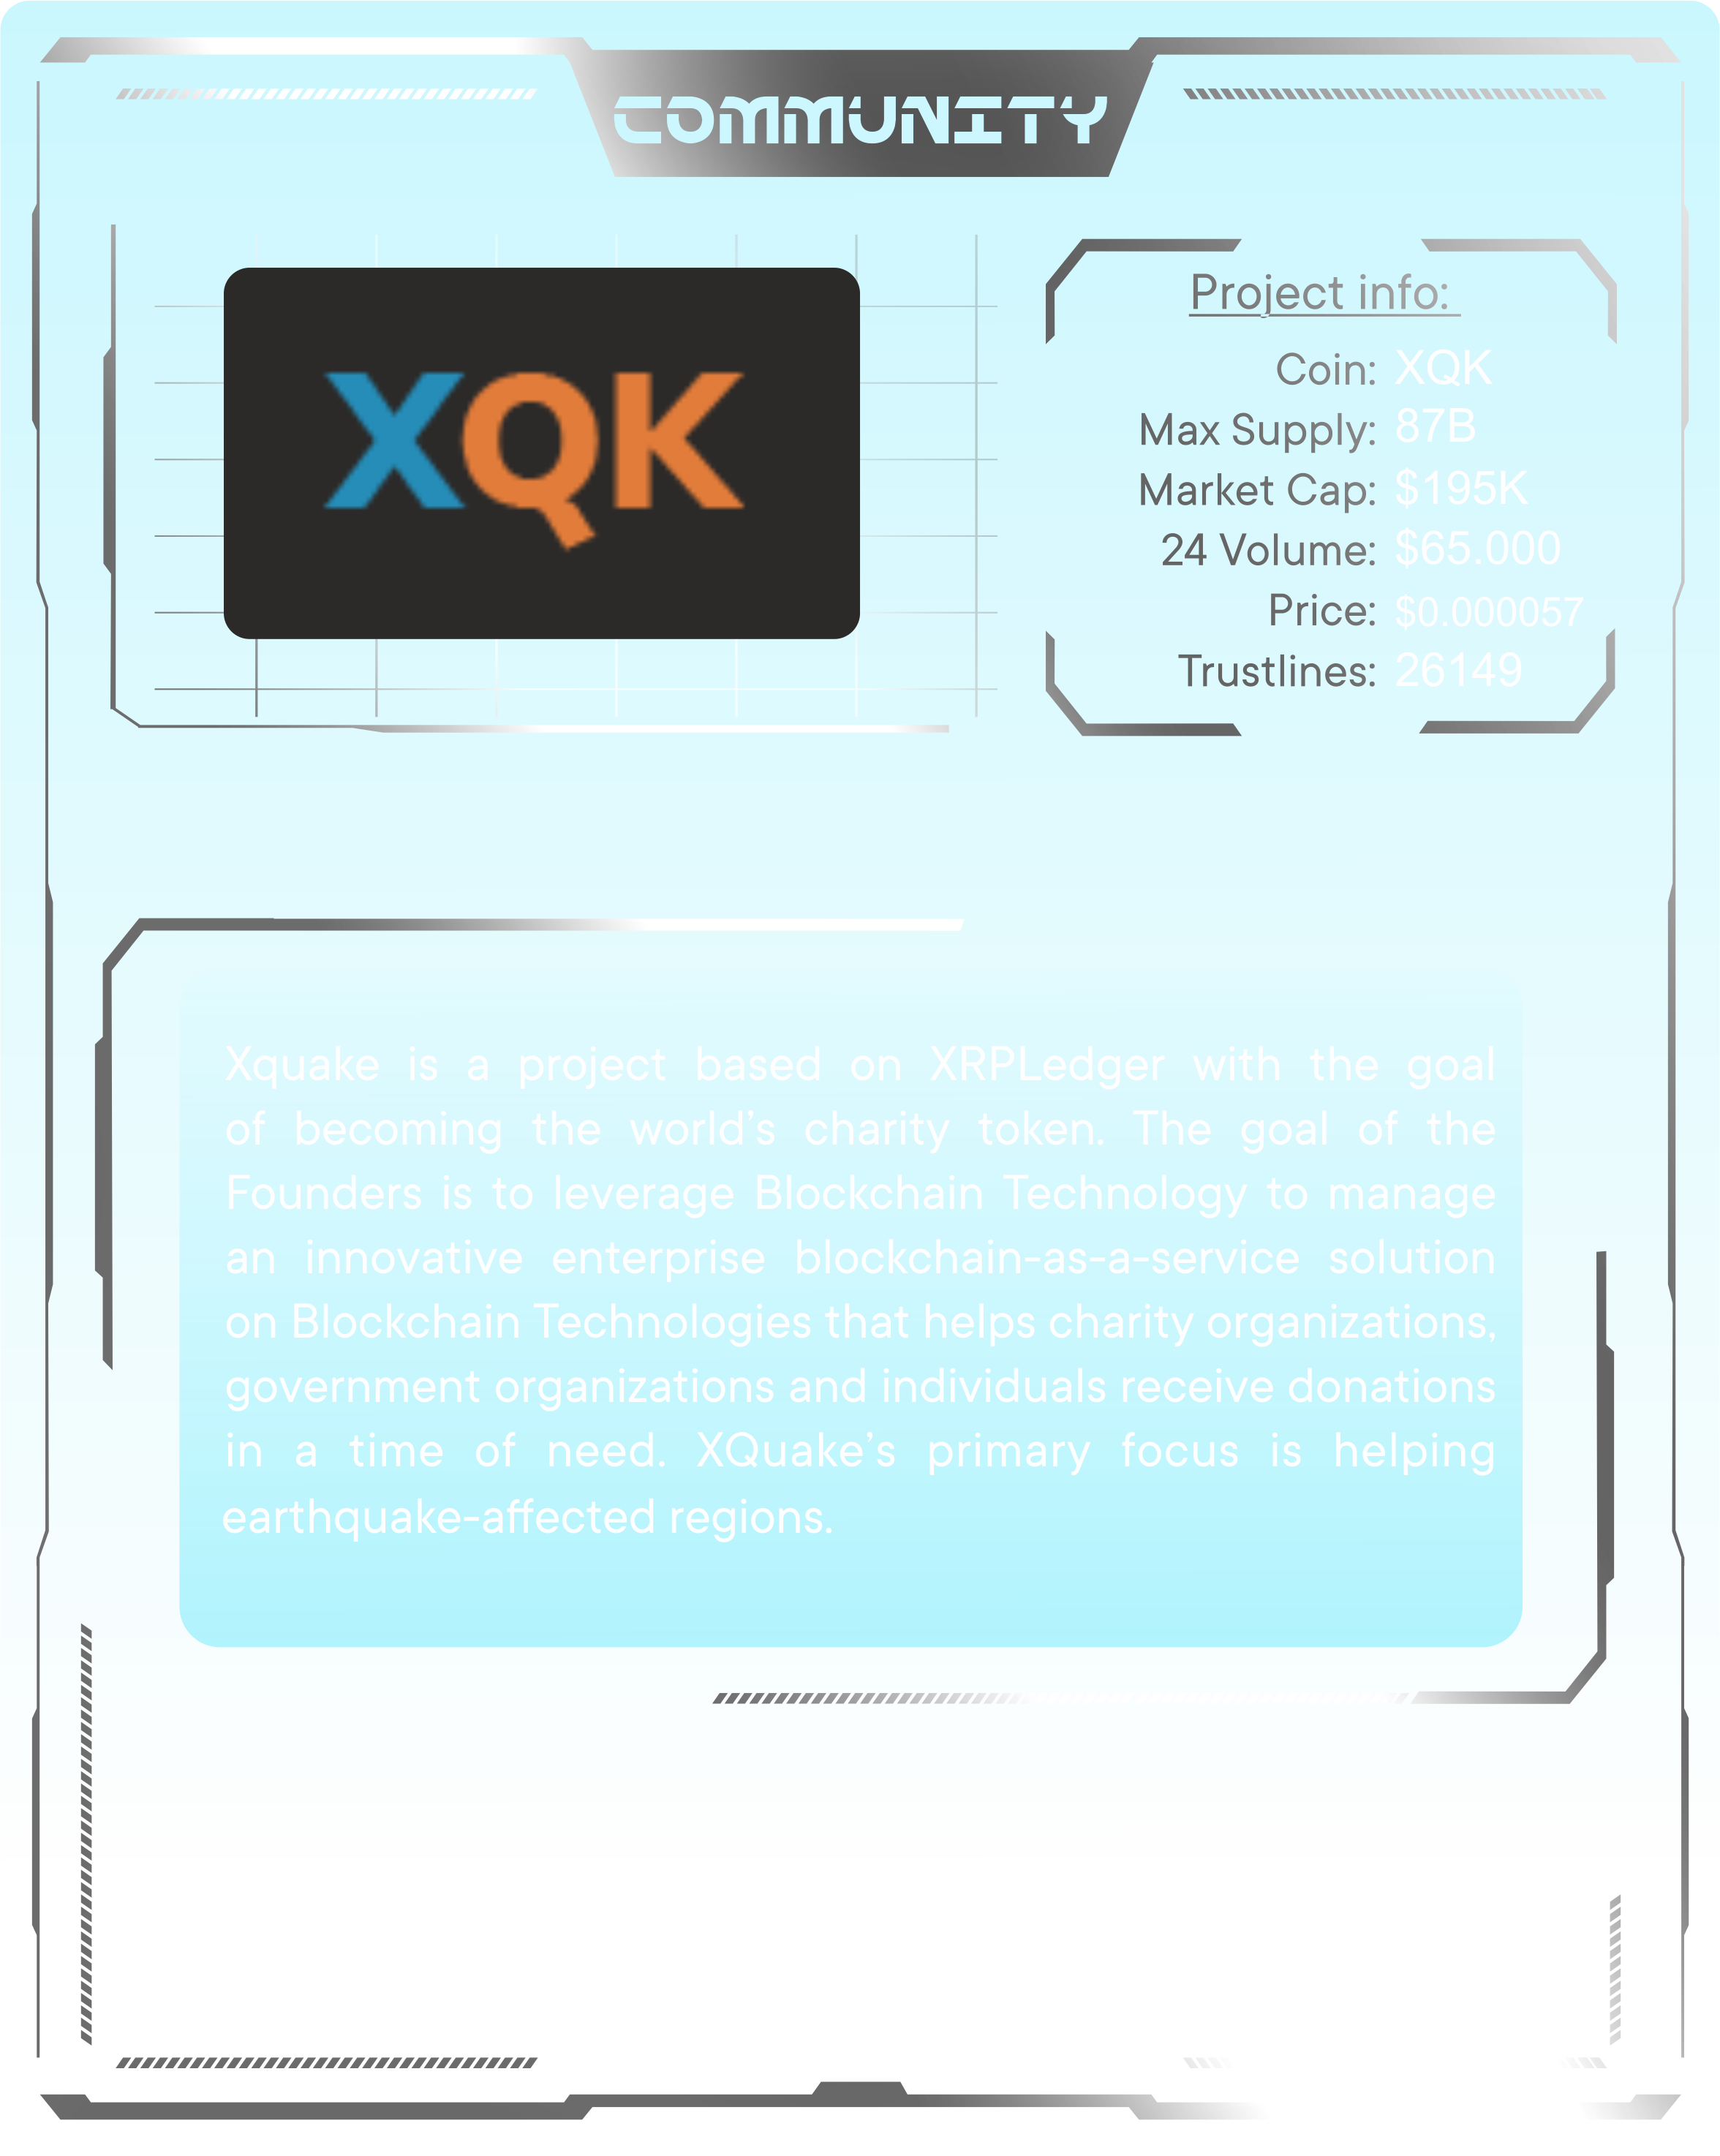 COMMUNITY
XQK
Project info:
Coin: XQK
Max Supply: 87B
Market Cap: $195K
24 Volume: $65.000
Price: $0.000057
Trustlines: 26149
Xquake is a project based on XRPLedger with the goal
of becoming the world’s charity token. The goal of the
Founders is to leverage Blockchain Technology to manage
an innovative enterprise blockchain-as-a-service solution
on Blockchain Technologies that helps charity organizations,
government organizations and individuals receive donations
in a time of need. XQuake’s primary focus is helping
earthquake-affected regions.